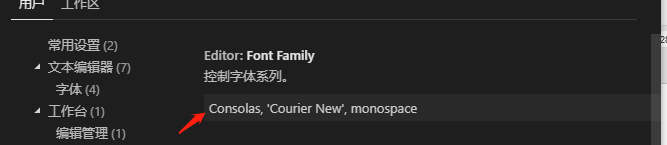 用户 工作区
常用设置 (2)
文本编辑器 (7)
字体 (4)
工作台 (1)
编辑管理 (1)
Editor: Font Family
控制字体系列。
Consolas, 'Courier New', monospace